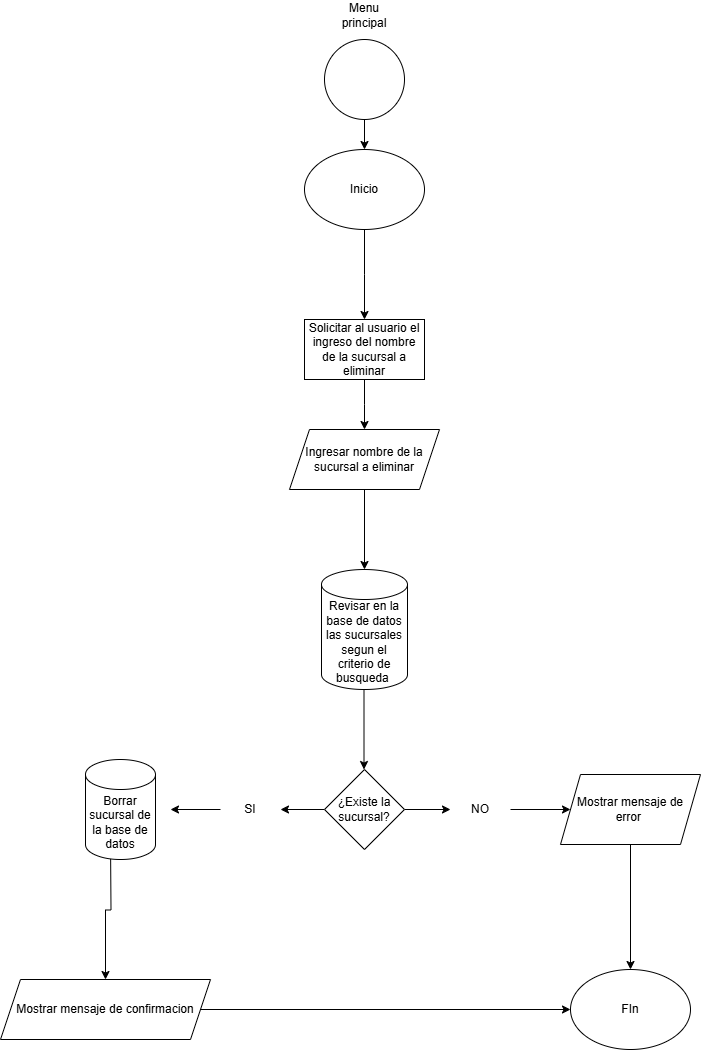 Menu
principal
Inicio
Solicitar al usuario el
ingreso del nombre
de la sucursal a
eliminar
Ingresar nombre de la
sucursal a eliminar
Revisar en la
base de datos
las sucursales
segun el
criterio de
busqueda
¿Existe la
sucursal?
SI
NO
Borrar
sucursal de
la base de
datos
Mostrar mensaje de
error
Mostrar mensaje de confirmacion
FIn